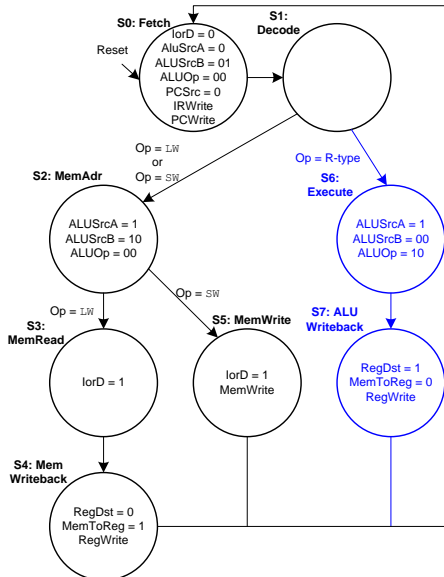 S0: Fetch
S1:
Decode
Reset
IorD = 0
AluSrcA = 0
ALUSrcB = 01
ALUOp = 00
PCSrc = 0
IRWrite
PCWrite
Op = LW
or
Op = SW
Op = R-type
S2: MemAdr
S6:
Execute
ALUSrcA = 1
ALUSrcB = 10
ALUOp = 00
ALUSrcA = 1
ALUSrcB = 00
ALUOp = 10
Op = LW
Op = SW
S3:
MemRead
S5: MemWrite
S7: ALU
Writeback
IorD = 1
IorD = 1
MemWrite
RegDst = 1
MemToReg = 0
RegWrite
S4: Mem
Writeback
RegDst = 0
MemToReg = 1
RegWrite